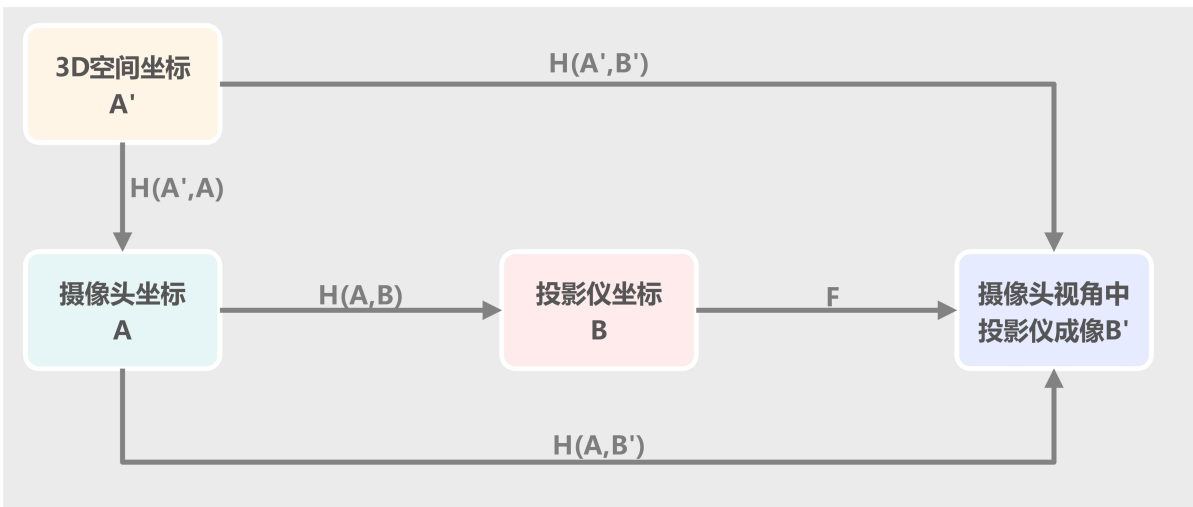 3D空间坐标
A'
H(A',B')
H(A',A)
摄像头坐标
A
H(A,B)
投影仪坐标
B
F
摄像头视角中
投影仪成像B'
H(A,B')